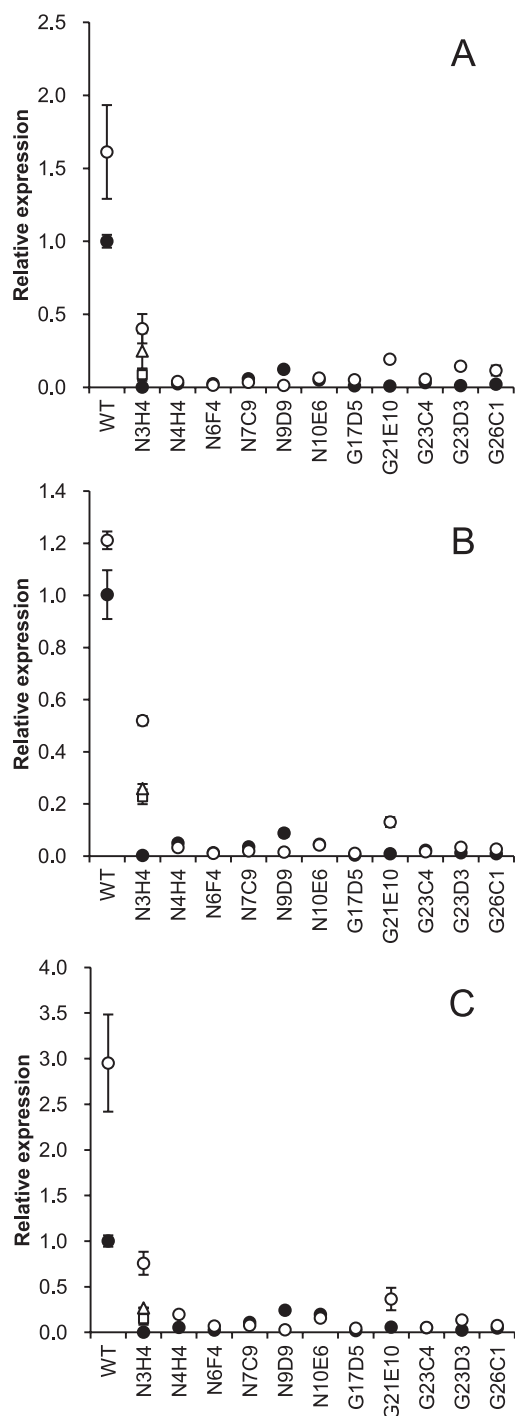 A
Relative expression
2.5
2.0
1.5
1.0
0.5
0.0
WT
N3H4
N4H4
N6F4
N7C9
N9D9
N10E6
G17D5
G21E10
G23C4
G23D3
G26C1
B
Relative expression
1.4
1.2
1.0
0.8
0.6
0.4
0.2
0.0
WT
N3H4
N4H4
N6F4
N7C9
N9D9
N10E6
G17D5
G21E10
G23C4
G23D3
G26C1
C
Relative expression
4.0
3.5
3.0
2.5
2.0
1.5
1.0
0.5
0.0
WT
N3H4
N4H4
N6F4
N7C9
N9D9
N10E6
G17D5
G21E10
G23C4
G23D3
G26C1